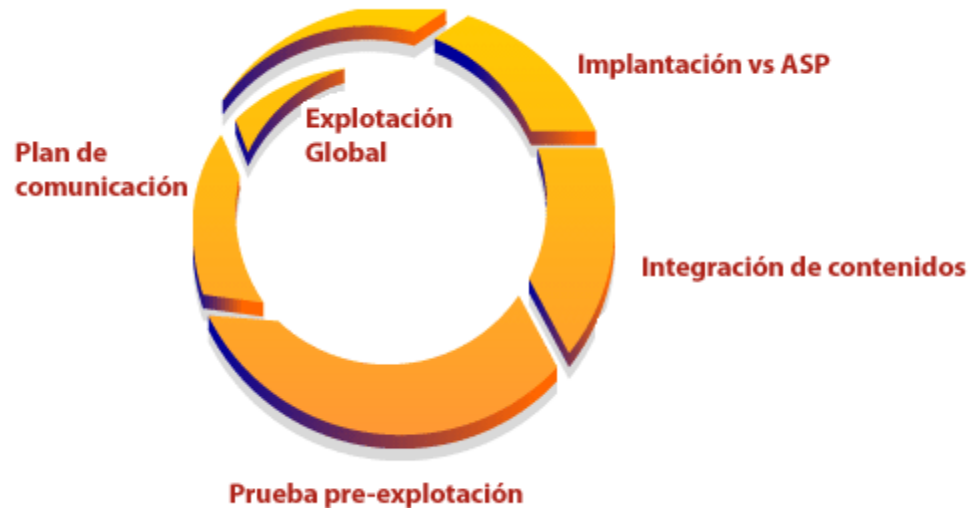 Implantación vs ASP
Explotación
Global
Plan de
comunicación
Integración de contenidos
Prueba pre-explotación